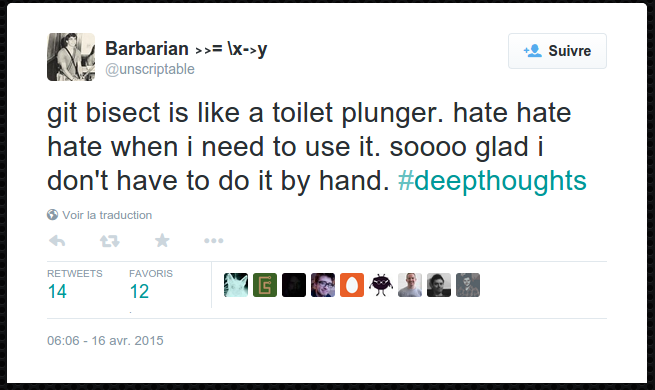 Barbarian >>= \x->y
@unscriptable
Suivre
git bisect is like a toilet plunger. hate hate
hate when i need to use it. soooo glad i
don't have to do it by hand. #deepthoughts
Voir la traduction
RETWEETS
14
FAVORIS
12
06:06 - 16 avr. 2015